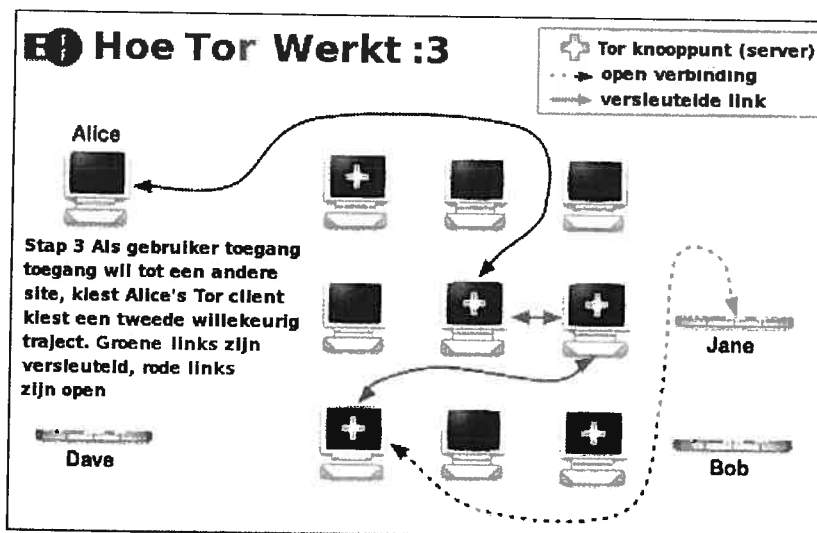 Hoe Tor Werkt :3
Tor knooppunt (server)
open verbinding
versleutelde link
Alice
Stap 3 Als gebruiker toegang
toegang wil tot een andere
site, kiest Alice's Tor client
kiest een tweede willekeurig
traject. Groene links zijn
versleuteld, rode links
zijn open
Jane
Dave
Bob